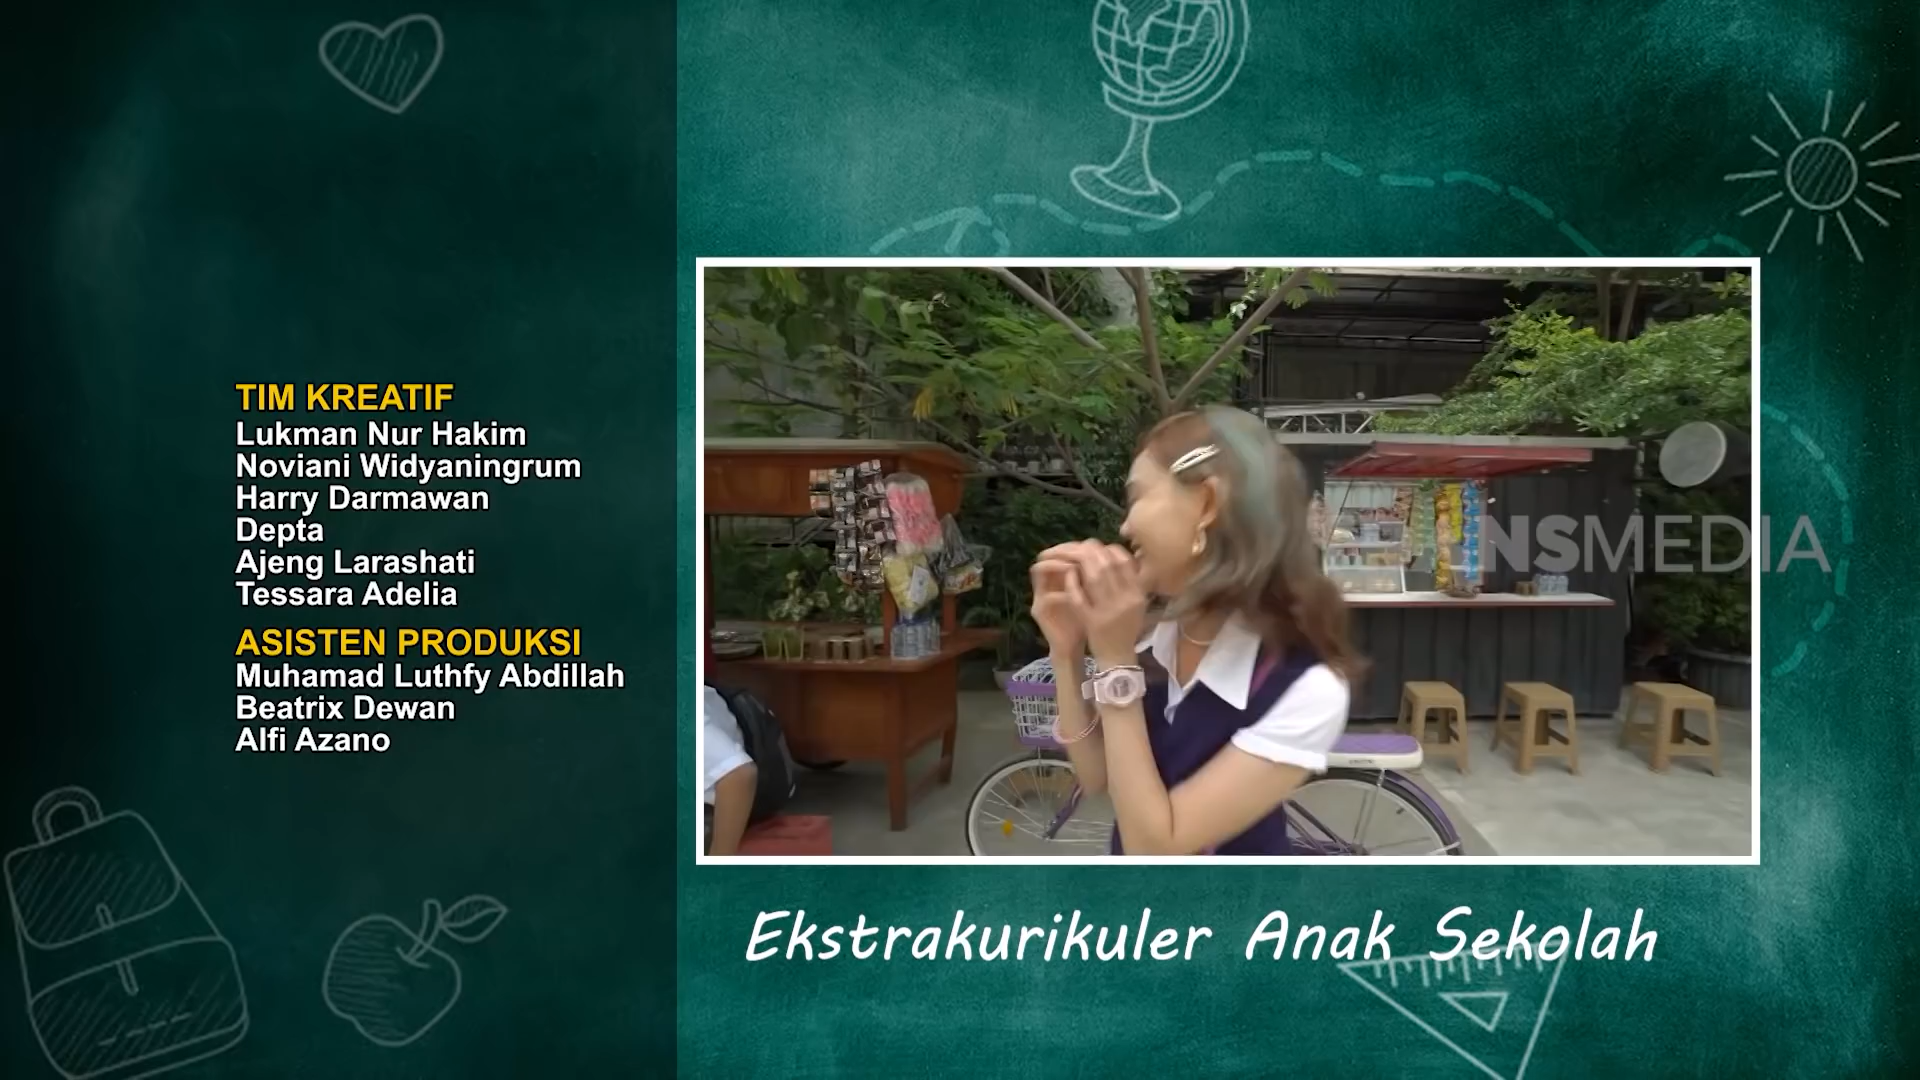 TIM KREATIF
Lukman Nur Hakim
Noviani Widyaningrum
Harry Darmawan
Depta
Ajeng Larashati
Tessara Adelia
ASISTEN PRODUKSI
Muhamad Luthfy Abdillah
Beatrix Dewan
Alfi Azano
NSMEDIA
Ekstrakurikuler Anak Sekolah